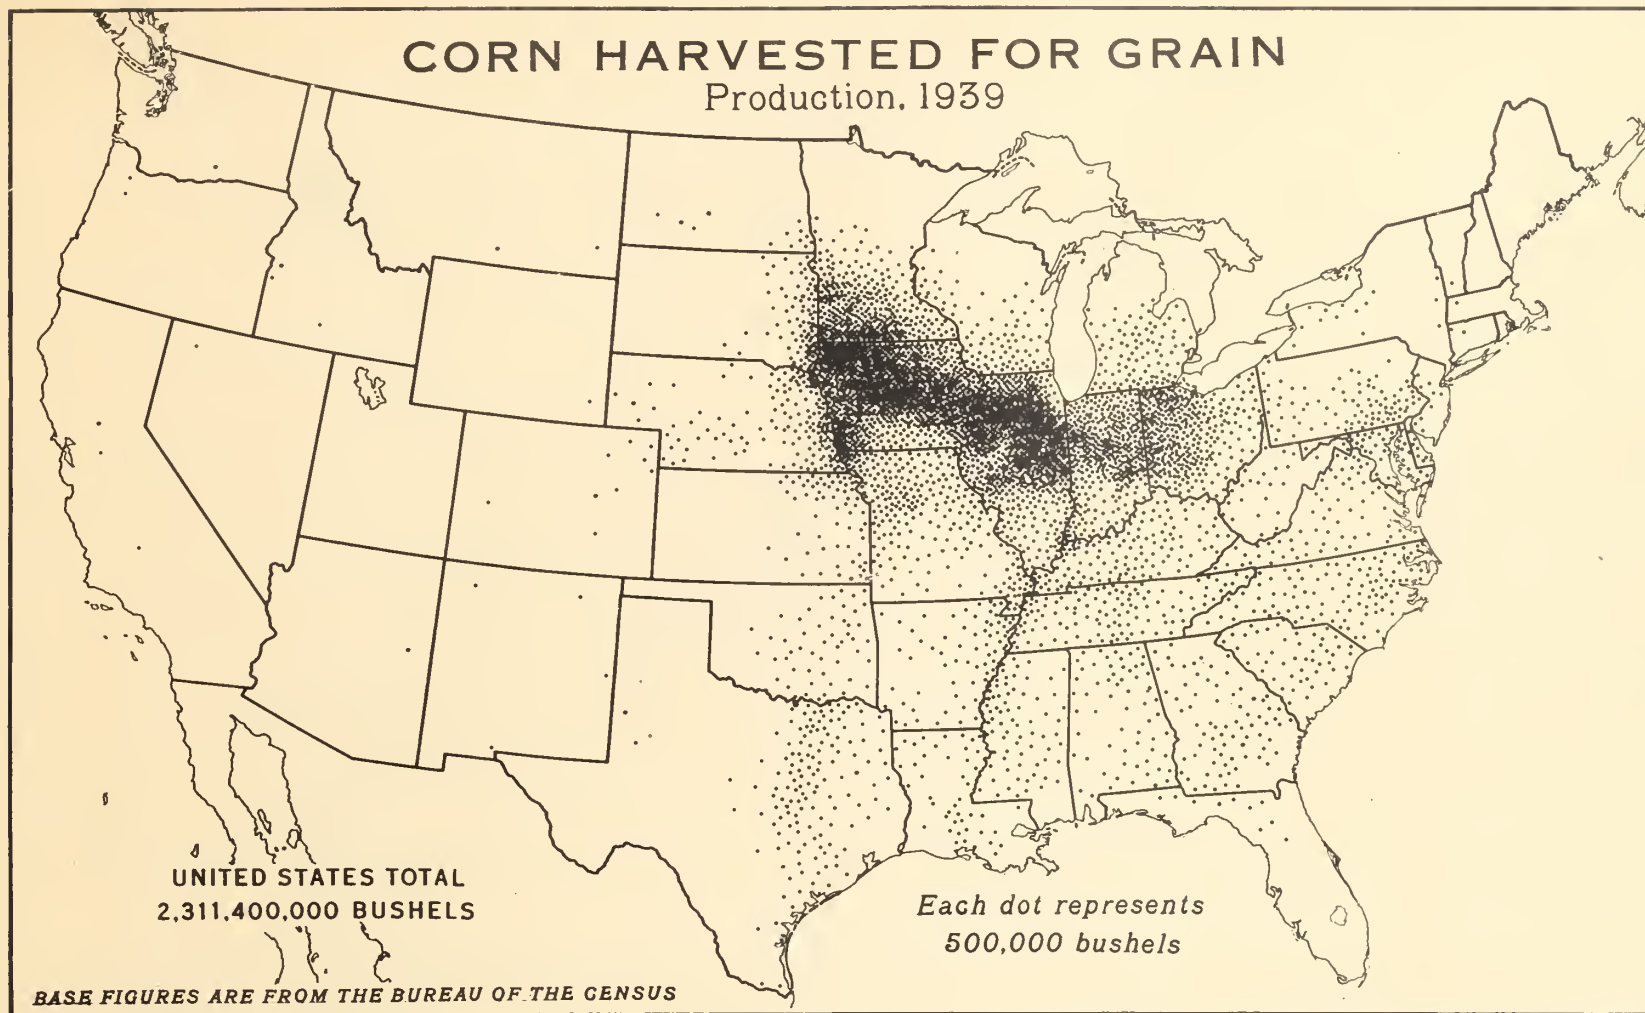 CORN HARVESTED FOR GRAIN
Production, 1939
UNITED STATES TOTAL
2,311,400,000 BUSHELS
Each dot represents
500,000 bushels
BASE FIGURES ARE FROM THE BUREAU OF THE CENSUS